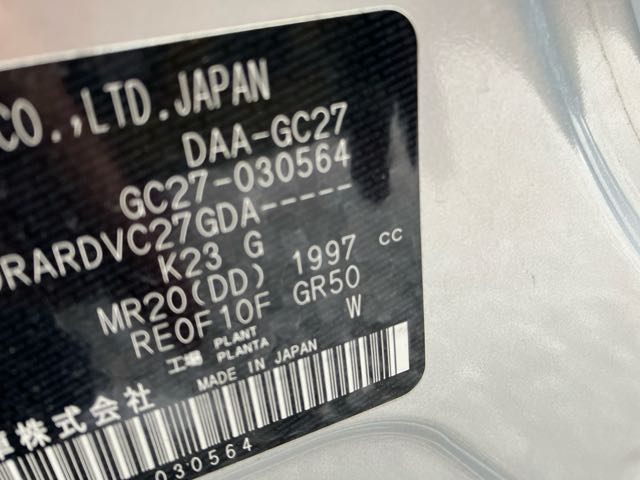 CO.,LTD.JAPAN
DAA-GC27
GC27-030564
RARDVC27GDA-----
K23 G
MR20(DD) 1997 cc
RE0F10F GR50
工場 PLANT PLANTA W
MADE IN JAPAN
車株式会社
030564